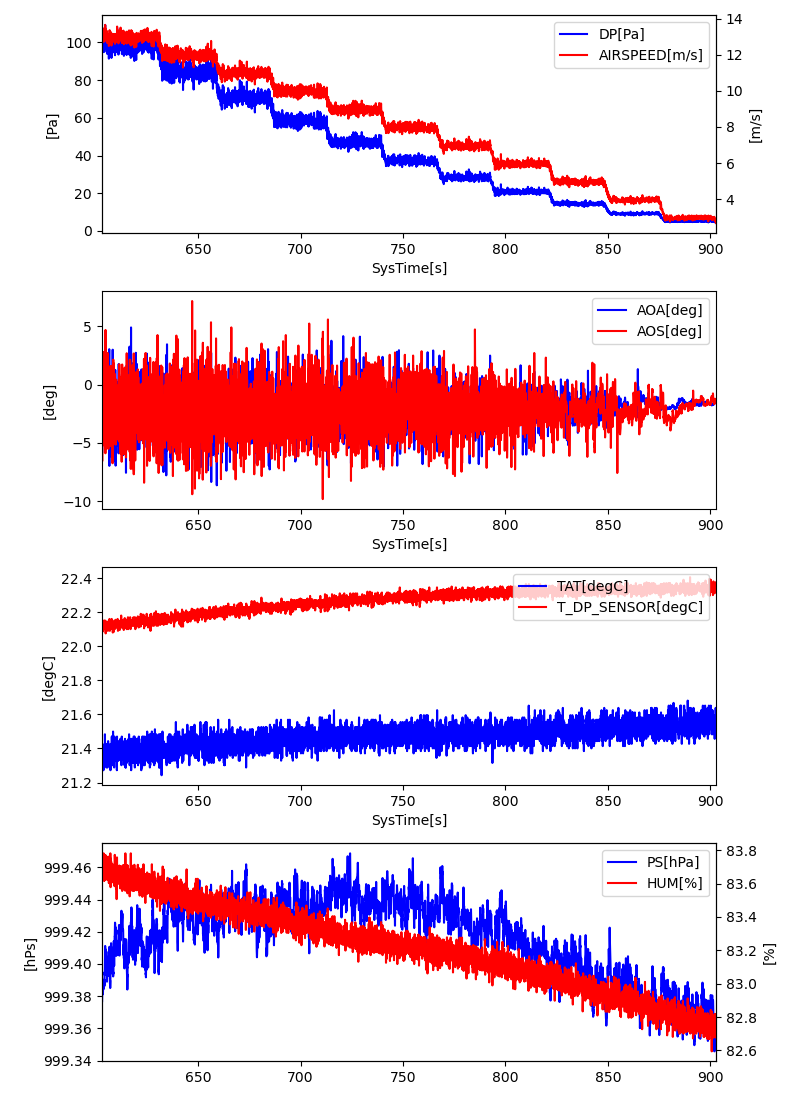 100
80
60
40
20
0
[Pa]
14
12
10
8
6
4
[m/s]
DP[Pa]
AIRSPEED[m/s]
650 700 750 800 850 900
SysTime[s]
5
0
−5
−10
[deg]
AOA[deg]
AOS[deg]
650 700 750 800 850 900
SysTime[s]
22.4
22.2
22.0
21.8
21.6
21.4
21.2
[degC]
TAT[degC]
T_DP_SENSOR[degC]
650 700 750 800 850 900
SysTime[s]
999.46
999.44
999.42
999.40
999.38
999.36
999.34
[hPs]
83.8
83.6
83.4
83.2
83.0
82.8
82.6
[%]
PS[hPa]
HUM[%]
650 700 750 800 850 900